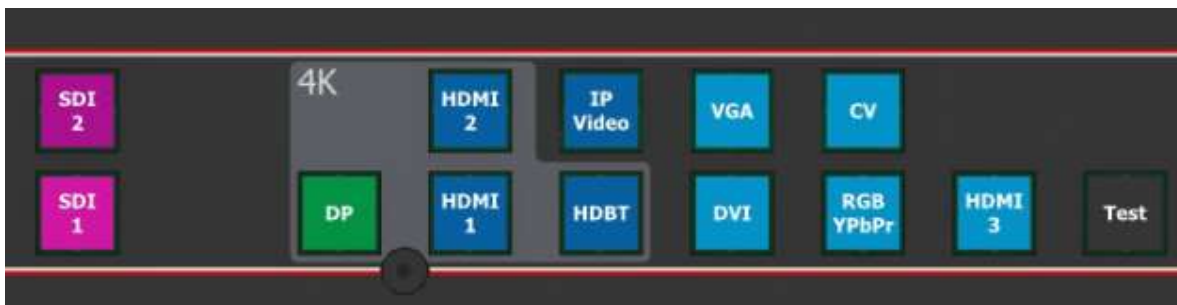 4K
SDI
2
HDMI
2
IP
Video
VGA
CV
SDI
1
DP
HDMI
1
HDBT
DVI
RGB
YPbPr
HDMI
3
Test